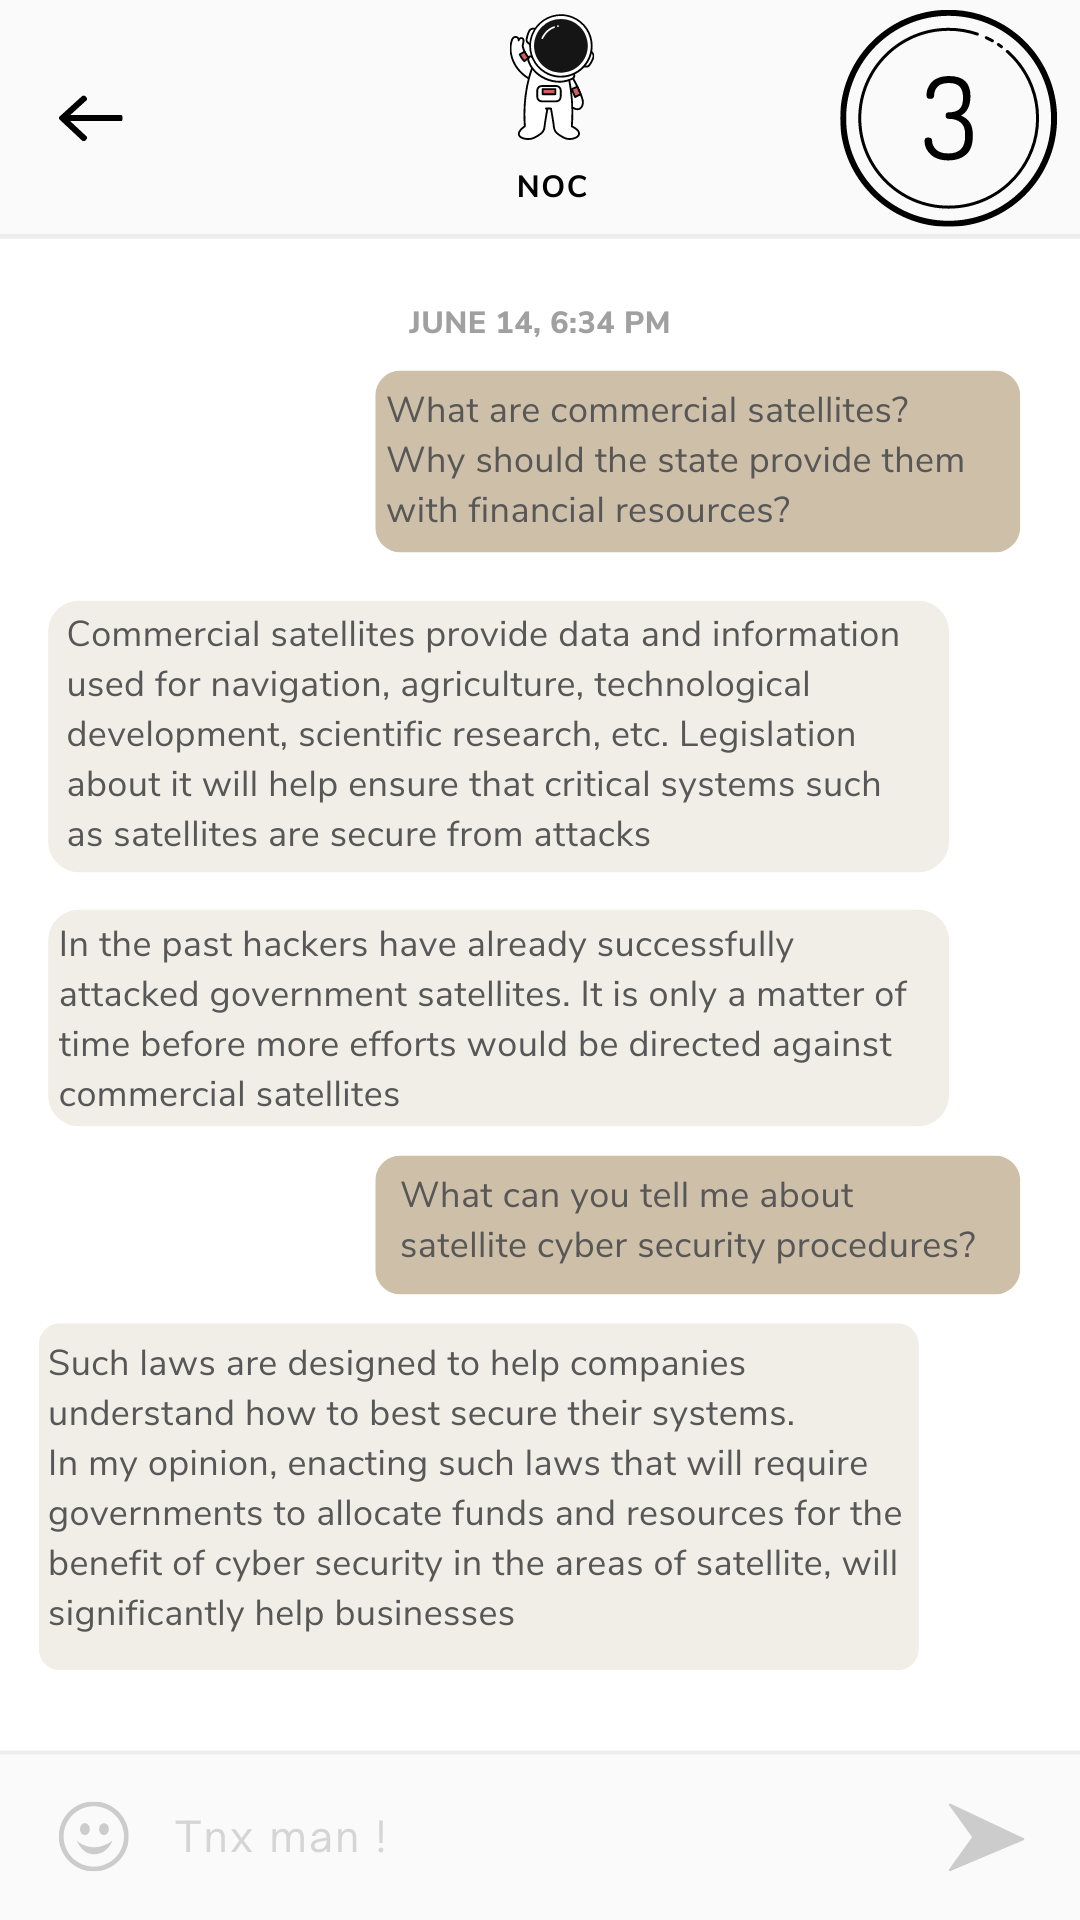 3
NOC
JUNE 14, 6:34 PM
What are commercial satellites?
Why should the state provide them
with financial resources?
Commercial satellites provide data and information
used for navigation, agriculture, technological
development, scientific research, etc. Legislation
about it will help ensure that critical systems such
as satellites are secure from attacks
In the past hackers have already successfully
attacked government satellites. It is only a matter of
time before more efforts would be directed against
commercial satellites
What can you tell me about
satellite cyber security procedures?
Such laws are designed to help companies
understand how to best secure their systems.
In my opinion, enacting such laws that will require
governments to allocate funds and resources for the
benefit of cyber security in the areas of satellite, will
significantly help businesses
Tnx man !